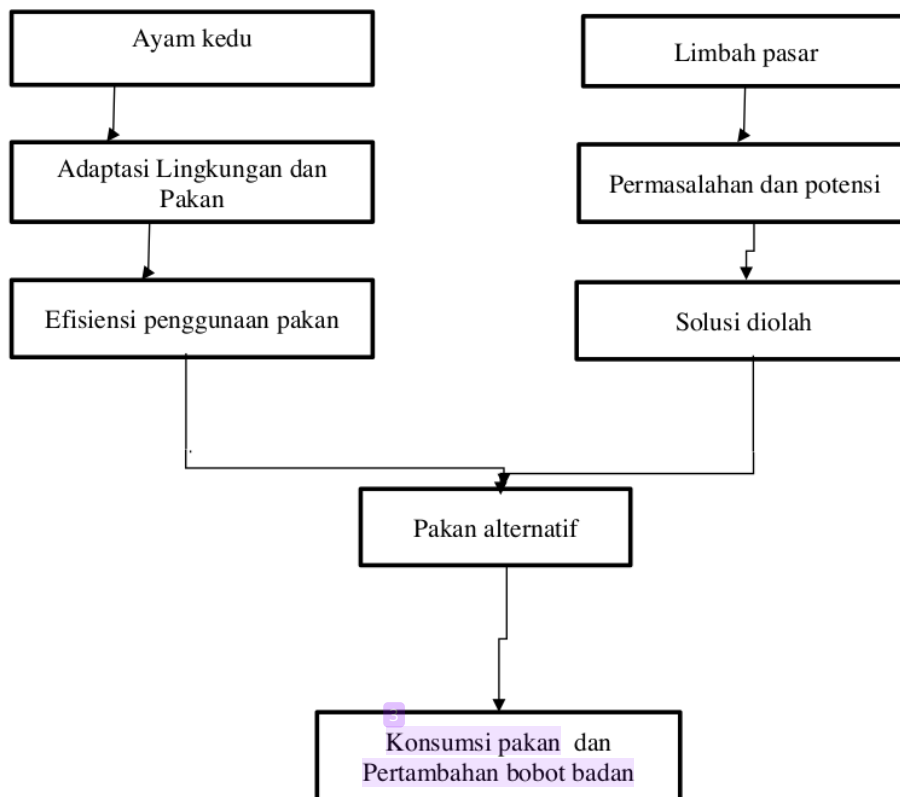 Ayam kedu
Limbah pasar
Adaptasi Lingkungan dan
Pakan
Permasalahan dan potensi
Efisiensi penggunaan pakan
Solusi diolah
Pakan alternatif
3
Konsumsi pakan dan
Pertambahan bobot badan